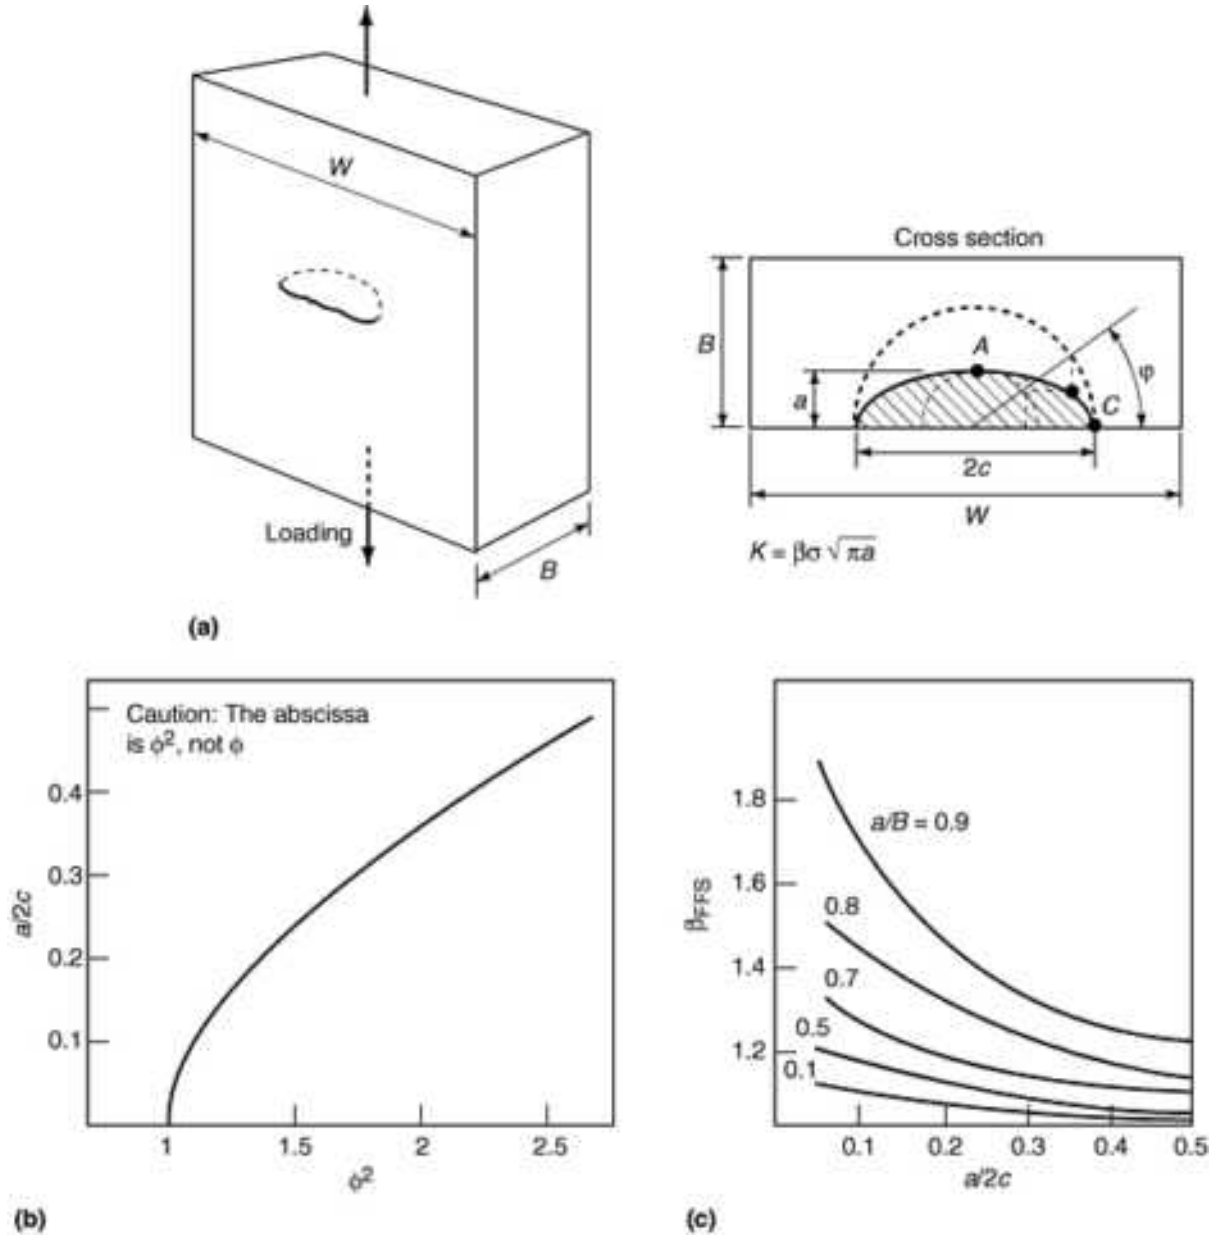 W
Loading
B
(a)
Cross section
B
A
a
φ
C
2c
W
K = βσ √πa
Caution: The abscissa
is ϕ², not ϕ
a/2c
0.4
0.3
0.2
0.1
1 1.5 2 2.5
ϕ²
(b)
βFFS
1.8
1.6
1.4
1.2
a/B = 0.9
0.8
0.7
0.5
0.1
0.1 0.2 0.3 0.4 0.5
a/2c
(c)